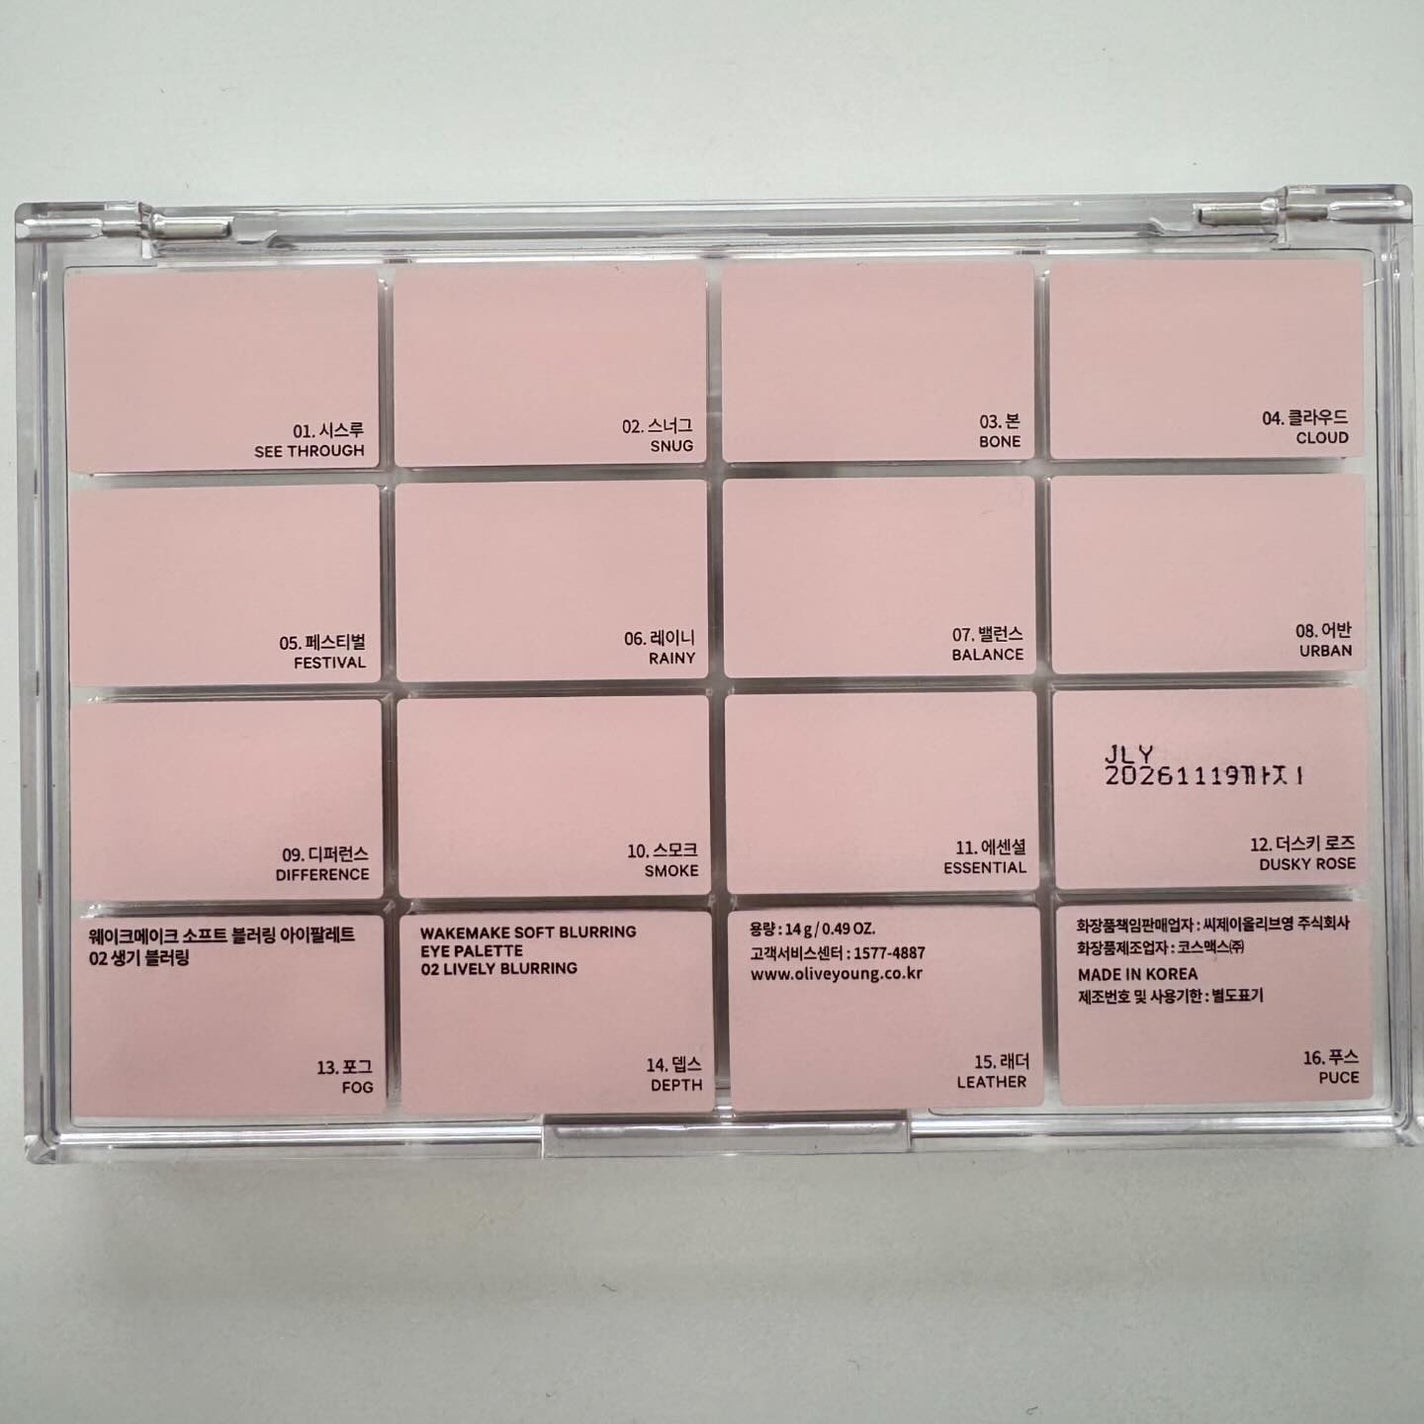 01. 시스루
SEE THROUGH
02. 스너그
SNUG
03. 본
BONE
04. 클라우드
CLOUD
05. 페스티벌
FESTIVAL
06. 레이니
RAINY
07. 밸런스
BALANCE
08. 어반
URBAN
09. 디퍼런스
DIFFERENCE
10. 스모크
SMOKE
11. 에센셜
ESSENTIAL
JLY
20261119까지
12. 더스키 로즈
DUSKY ROSE
웨이크메이크 소프트 블러링 아이팔레트
02 생기 블러링
13. 포그
FOG
WAKEMAKE SOFT BLURRING
EYE PALETTE
02 LIVELY BLURRING
14. 뎁스
DEPTH
용량 : 14 g / 0.49 OZ.
고객서비스센터 : 1577-4887
www.oliveyoung.co.kr
15. 래더
LEATHER
화장품책임판매업자 : 씨제이올리브영 주식회사
화장품제조업자 : 코스맥스㈜
MADE IN KOREA
제조번호 및 사용기한 : 별도표기
16. 푸스
PUCE